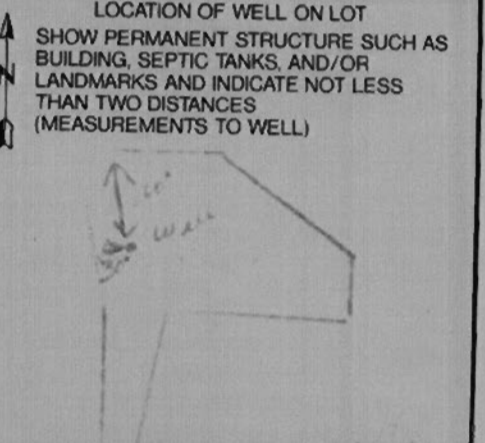 LOCATION OF WELL ON LOT
SHOW PERMANENT STRUCTURE SUCH AS
BUILDING, SEPTIC TANKS, AND/OR
LANDMARKS AND INDICATE NOT LESS
THAN TWO DISTANCES
(MEASUREMENTS TO WELL)
N
Well